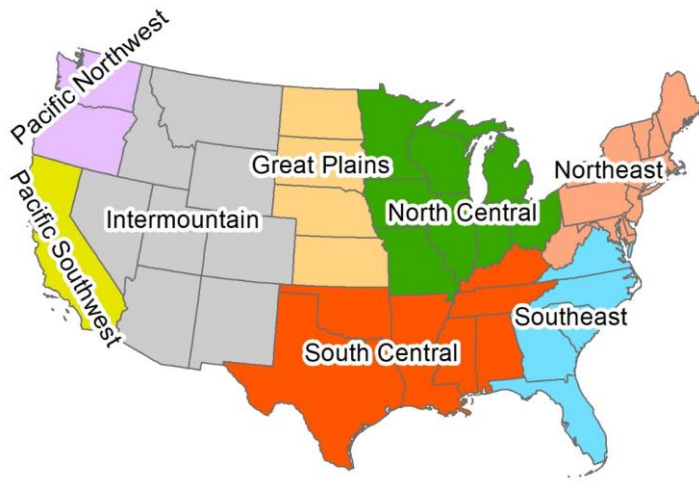 Pacific Northwest
Great Plains
Northeast
North Central
Intermountain
Pacific Southwest
Southeast
South Central